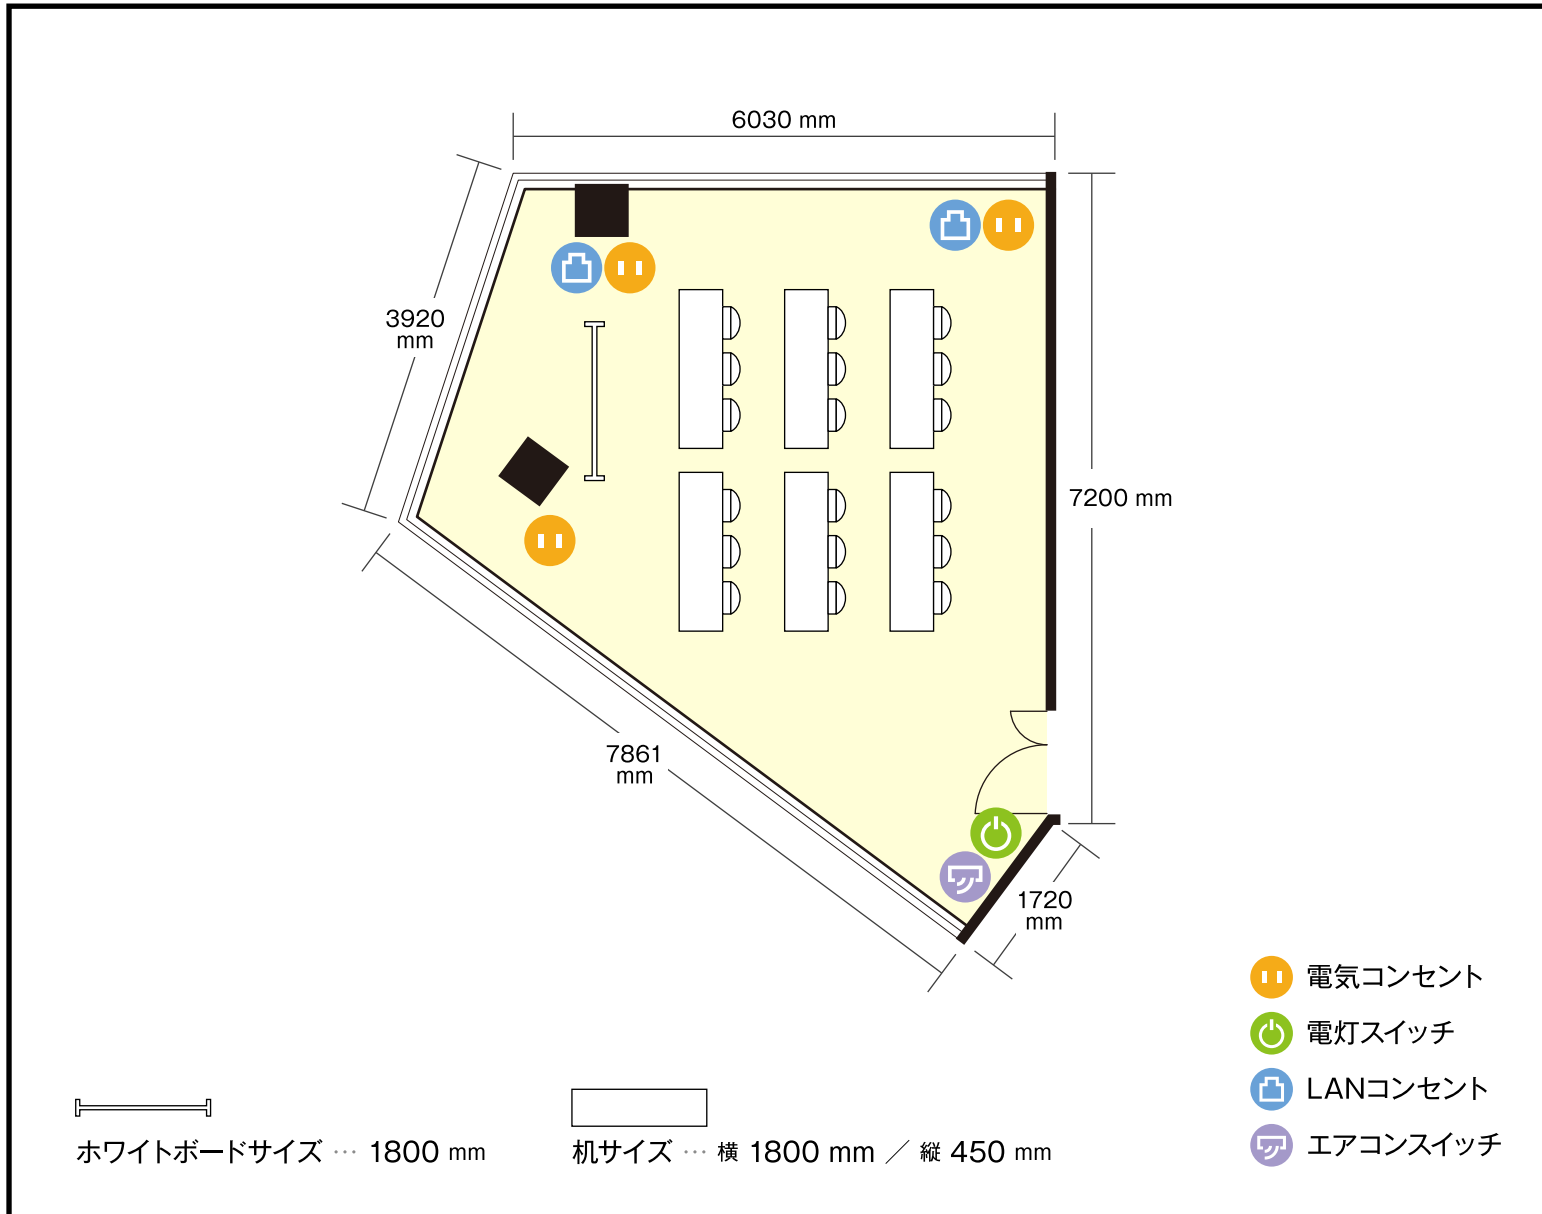 6030 mm
3920
mm
7200 mm
7861
mm
1720
mm
電気コンセント
電灯スイッチ
LANコンセント
エアコンスイッチ
ホワイトボードサイズ … 1800 mm
机サイズ … 横 1800 mm ／ 縦 450 mm